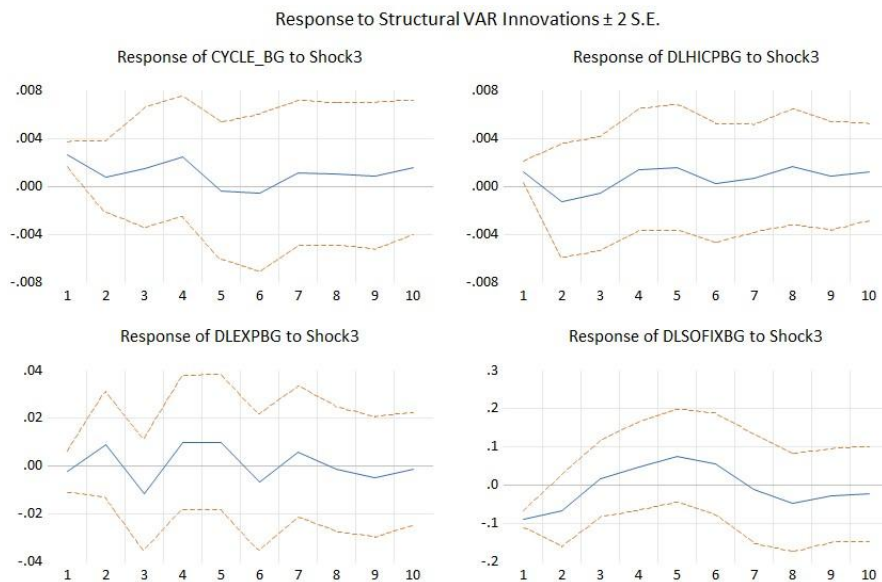 Response to Structural VAR Innovations ± 2 S.E.
Response of CYCLE_BG to Shock3
.008
.004
.000
-.004
-.008
1 2 3 4 5 6 7 8 9 10
Response of DLHICPBG to Shock3
.008
.004
.000
-.004
-.008
1 2 3 4 5 6 7 8 9 10
Response of DLEXPBG to Shock3
.04
.02
.00
-.02
-.04
1 2 3 4 5 6 7 8 9 10
Response of DLSOFIXBG to Shock3
.3
.2
.1
.0
-.1
-.2
1 2 3 4 5 6 7 8 9 10